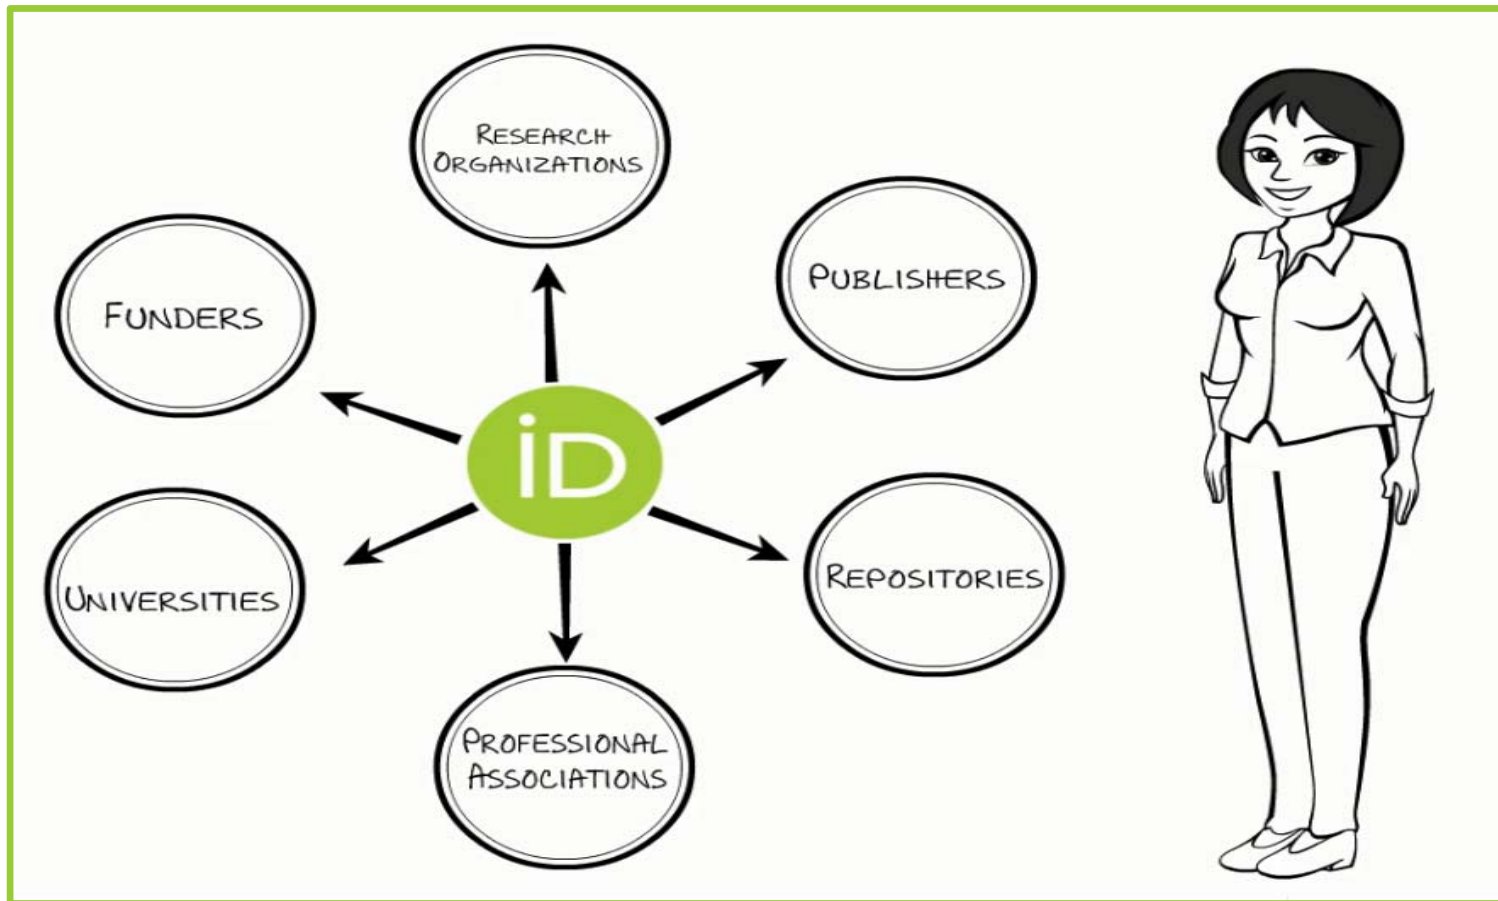 RESEARCH
ORGANIZATIONS
PUBLISHERS
FUNDERS
iD
UNIVERSITIES
REPOSITORIES
PROFESSIONAL
ASSOCIATIONS